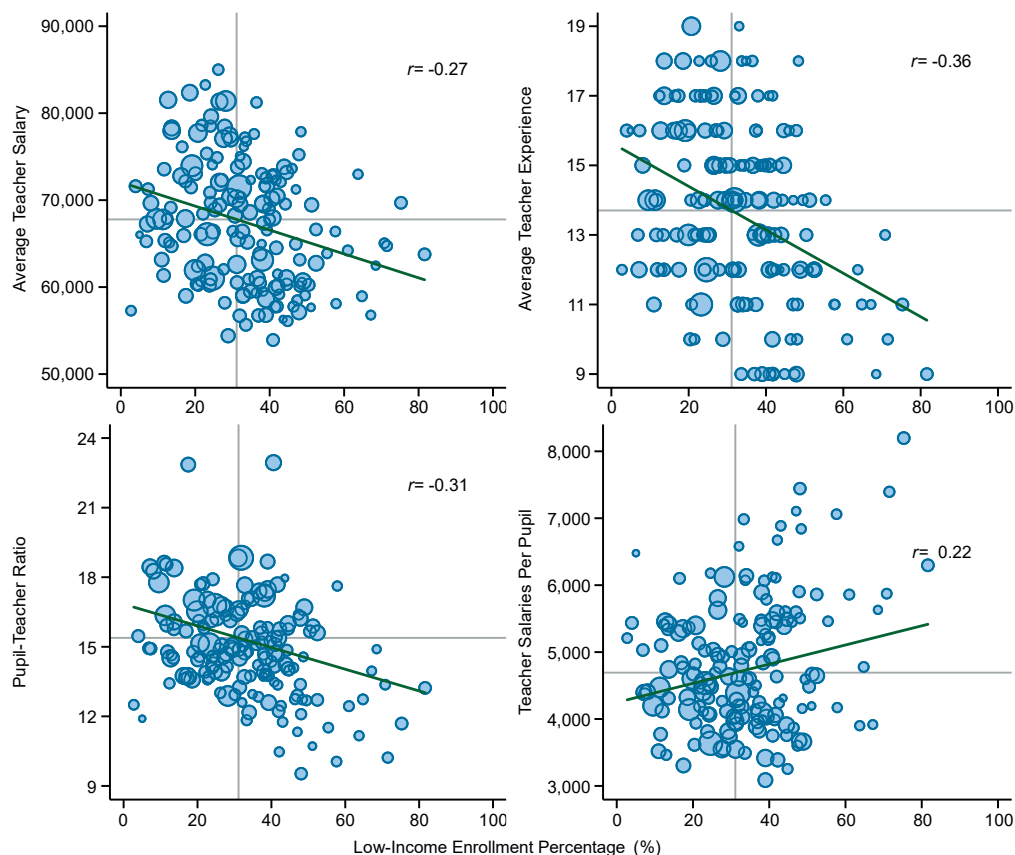 Average Teacher Salary
90,000
80,000
70,000
60,000
50,000
0 20 40 60 80 100
r= -0.27
Average Teacher Experience
19
17
15
13
11
9
0 20 40 60 80 100
r= -0.36
Pupil-Teacher Ratio
24
21
18
15
12
9
0 20 40 60 80 100
r= -0.31
Teacher Salaries Per Pupil
8,000
7,000
6,000
5,000
4,000
3,000
0 20 40 60 80 100
r= 0.22
Low-Income Enrollment Percentage (%)